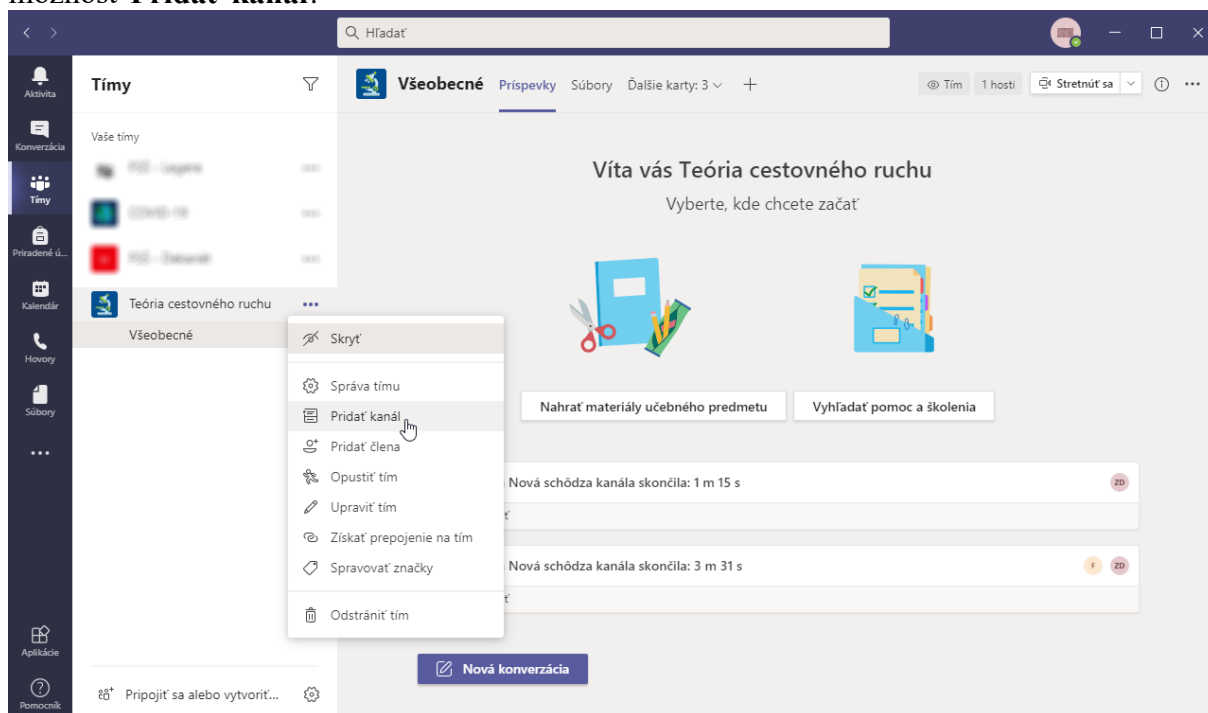 možnosť Pridať kanál.
Hľadať
Aktivita
Konverzácia
Tímy
Priradené ú...
Kalendár
Hovory
Súbory
Aplikácie
Pomocník
Tímy
Vaše tímy
COVID-19
Teória cestovného ruchu
Všeobecné
Pripojiť sa alebo vytvoriť...
Skryť
Správa tímu
Pridať kanál
Pridať člena
Opustiť tím
Upraviť tím
Získať prepojenie na tím
Spravovať značky
Odstrániť tím
Všeobecné Príspevky Súbory Ďalšie karty: 3
Tím 1 hosti Stretnúť sa
Víta vás Teória cestovného ruchu
Vyberte, kde chcete začať
Nahrať materiály učebného predmetu Vyhľadať pomoc a školenia
Nová schôdza kanála skončila: 1 m 15 s ZD
ť
Nová schôdza kanála skončila: 3 m 31 s F ZD
ť
Nová konverzácia